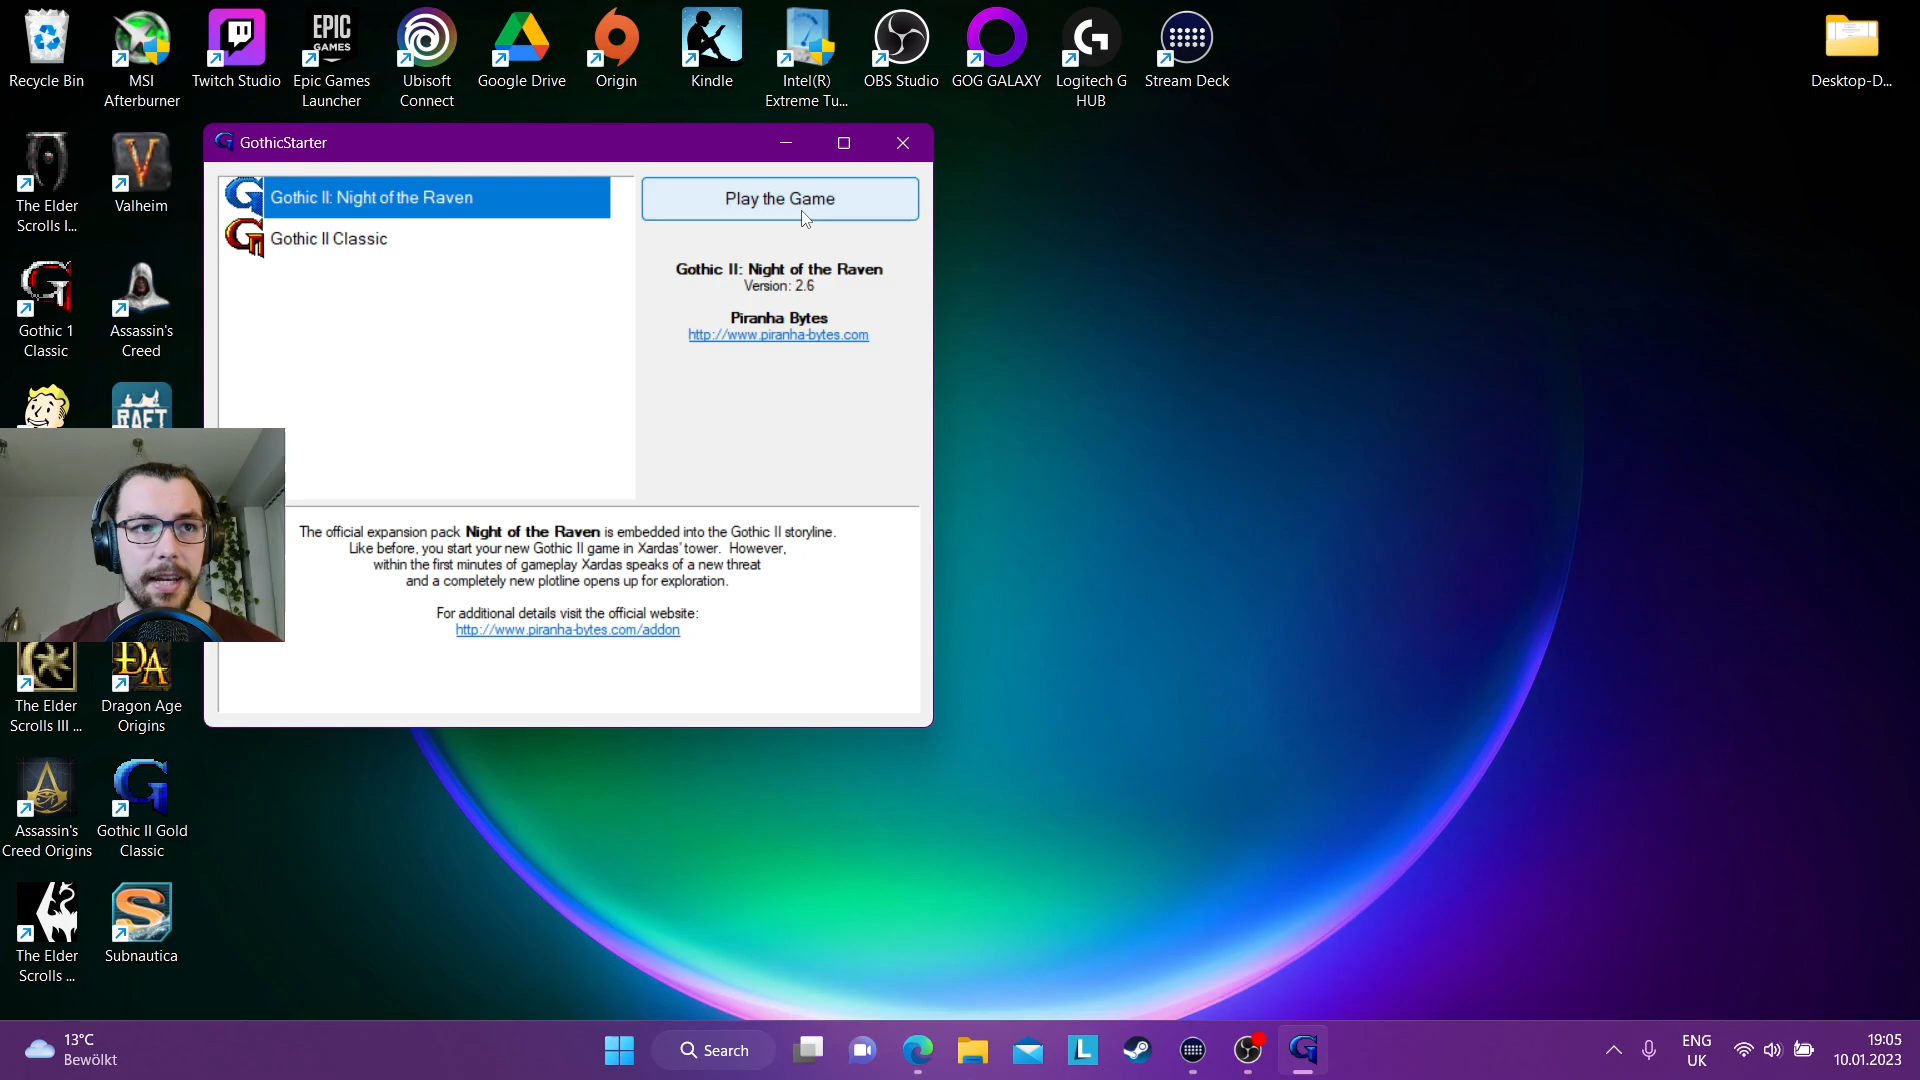 Recycle Bin
MSI
Afterburner
Twitch Studio
Epic Games
Launcher
Ubisoft
Connect
Google Drive
Origin
Kindle
Intel(R)
Extreme Tu...
OBS Studio
GOG GALAXY
Logitech G
HUB
Stream Deck
Desktop-D...
EPIC
GAMES
The Elder
Scrolls I...
Valheim
Gothic 1
Classic
Assassin's
Creed
RAFT
The Elder
Scrolls III ...
Dragon Age
Origins
Assassin's
Creed Origins
Gothic II Gold
Classic
The Elder
Scrolls ...
Subnautica
GothicStarter
Gothic II: Night of the Raven
Gothic II Classic
Play the Game
Gothic II: Night of the Raven
Version: 2.6
Piranha Bytes
http://www.piranha-bytes.com
The official expansion pack Night of the Raven is embedded into the Gothic II storyline.
Like before, you start your new Gothic II game in Xardas' tower. However,
within the first minutes of gameplay Xardas speaks of a new threat
and a completely new plotline opens up for exploration.
For additional details visit the official website:
http://www.piranha-bytes.com/addon
13°C
Bewölkt
Search
ENG
UK
19:05
10.01.2023